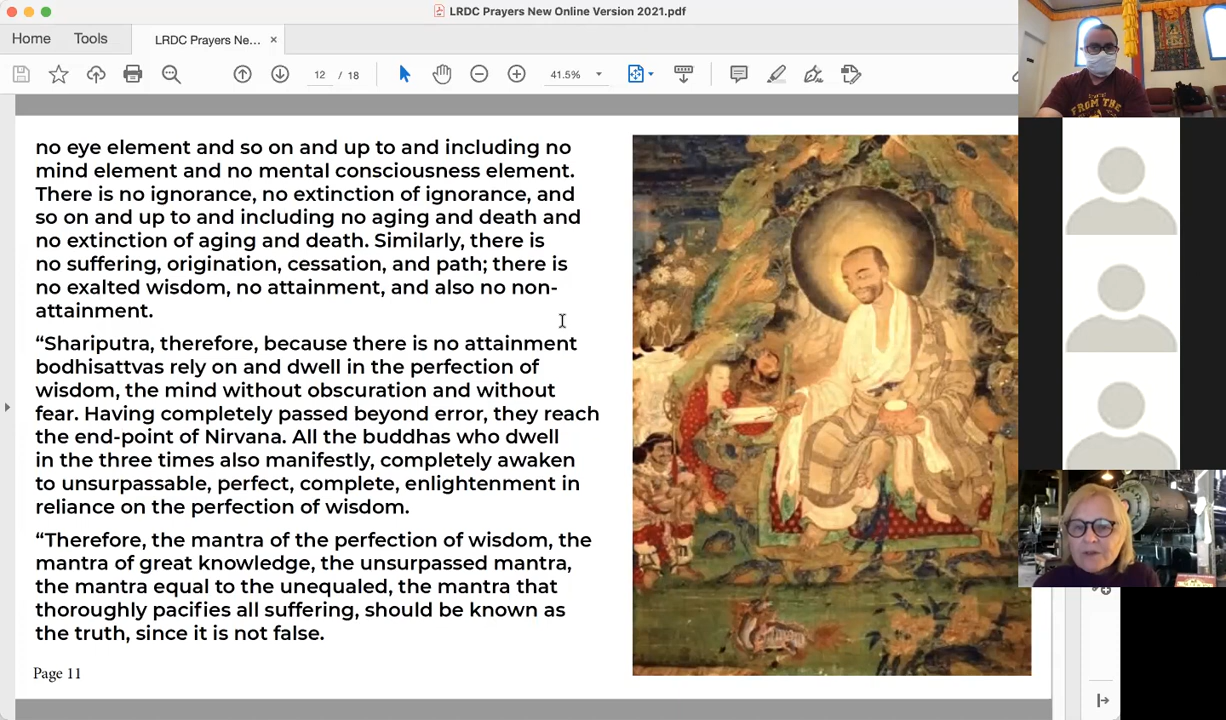 LRDC Prayers New Online Version 2021.pdf
Home Tools LRDC Prayers Ne... ×
12 / 18 41.5%
no eye element and so on and up to and including no
mind element and no mental consciousness element.
There is no ignorance, no extinction of ignorance, and
so on and up to and including no aging and death and
no extinction of aging and death. Similarly, there is
no suffering, origination, cessation, and path; there is
no exalted wisdom, no attainment, and also no non-
attainment.
“Shariputra, therefore, because there is no attainment
bodhisattvas rely on and dwell in the perfection of
wisdom, the mind without obscuration and without
fear. Having completely passed beyond error, they reach
the end-point of Nirvana. All the buddhas who dwell
in the three times also manifestly, completely awaken
to unsurpassable, perfect, complete, enlightenment in
reliance on the perfection of wisdom.
“Therefore, the mantra of the perfection of wisdom, the
mantra of great knowledge, the unsurpassed mantra,
the mantra equal to the unequaled, the mantra that
thoroughly pacifies all suffering, should be known as
the truth, since it is not false.
Page 11
FROM THE